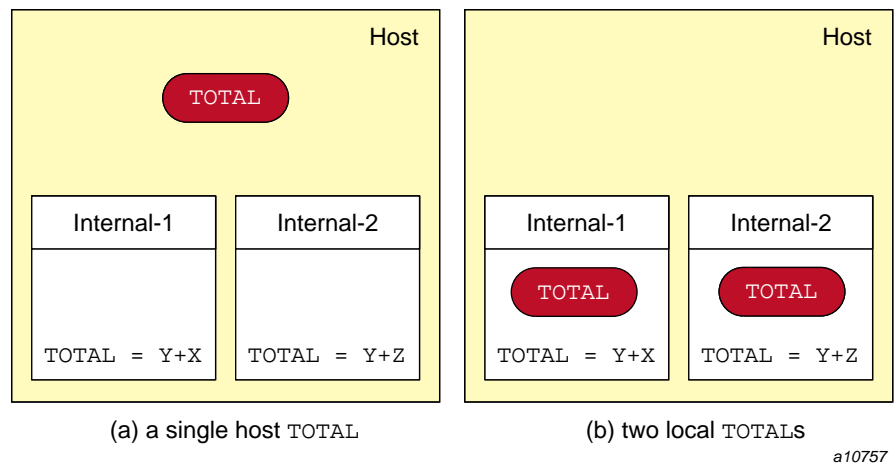 Host
TOTAL
Internal-1
Internal-2
TOTAL = Y+X
TOTAL = Y+Z
(a) a single host TOTAL
Host
Internal-1
Internal-2
TOTAL
TOTAL
TOTAL = Y+X
TOTAL = Y+Z
(b) two local TOTALs
a10757